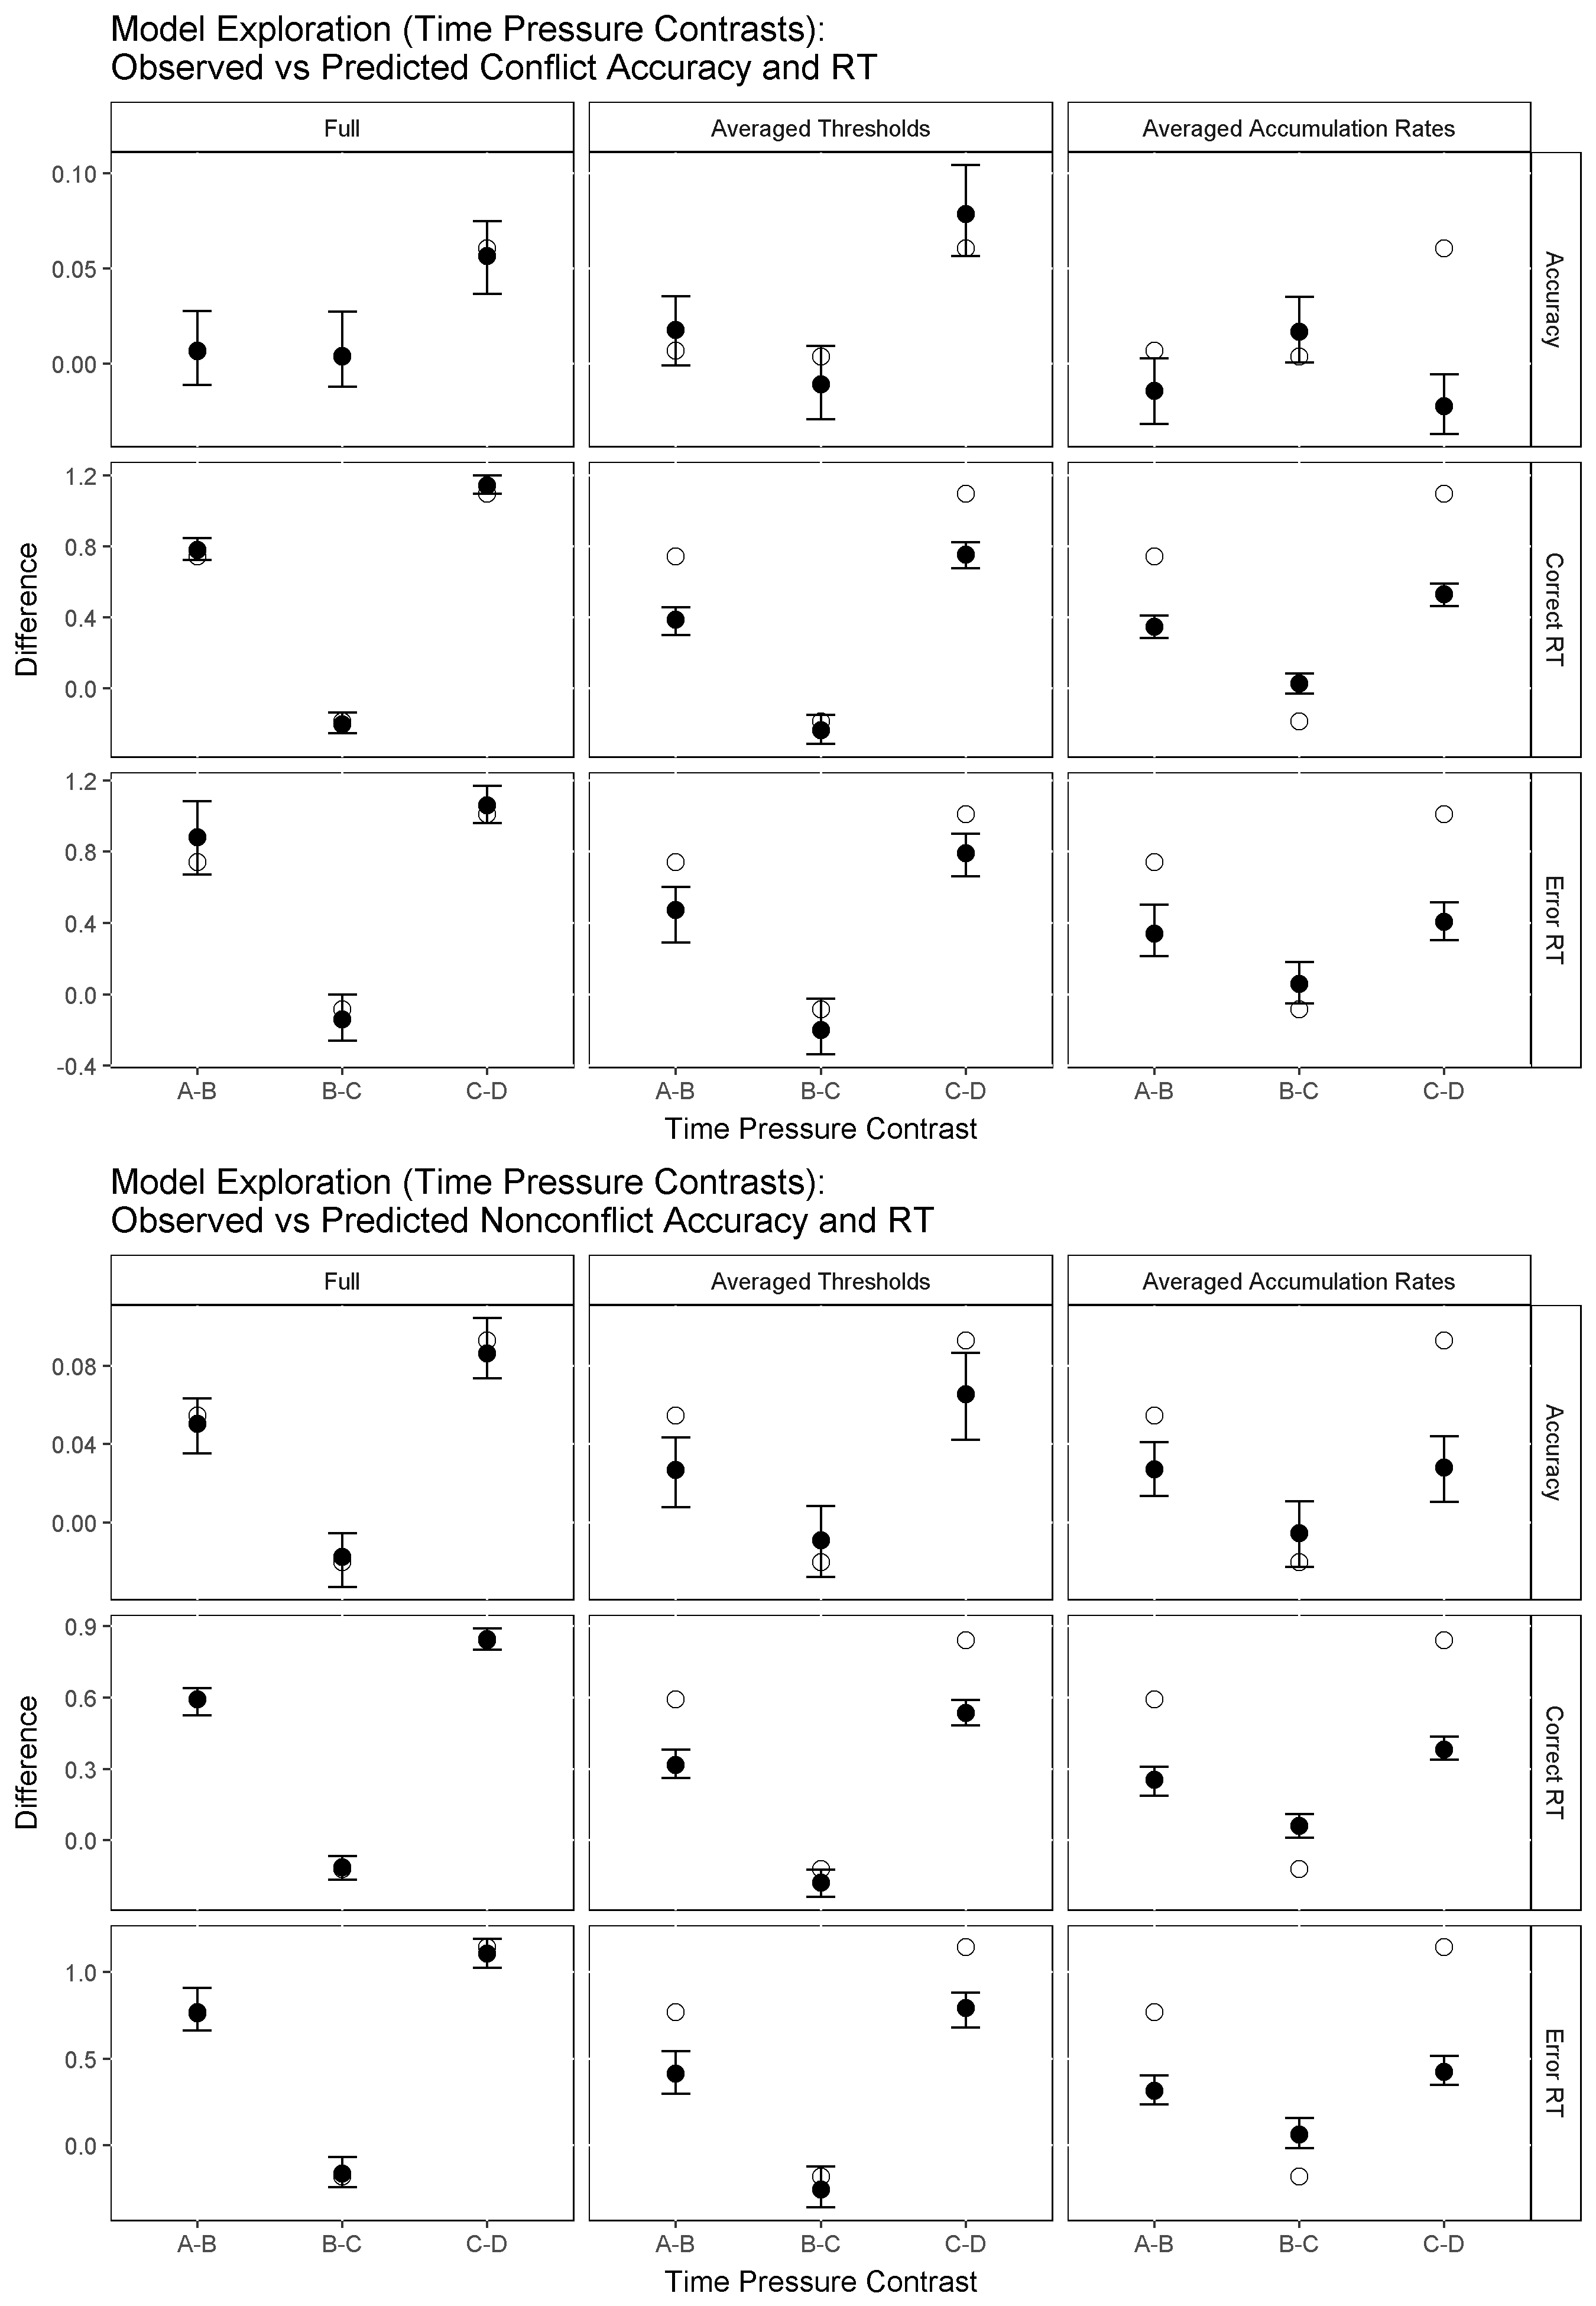 Model Exploration (Time Pressure Contrasts):
Observed vs Predicted Conflict Accuracy and RT
Full
Averaged Thresholds
Averaged Accumulation Rates
0.10
0.05
0.00
Accuracy
Difference
1.2
0.8
0.4
0.0
Correct RT
1.2
0.8
0.4
0.0
-0.4
Error RT
A-B B-C C-D A-B B-C C-D A-B B-C C-D
Time Pressure Contrast
Model Exploration (Time Pressure Contrasts):
Observed vs Predicted Nonconflict Accuracy and RT
Full
Averaged Thresholds
Averaged Accumulation Rates
0.08
0.04
0.00
Accuracy
Difference
0.9
0.6
0.3
0.0
Correct RT
1.0
0.5
0.0
Error RT
A-B B-C C-D A-B B-C C-D A-B B-C C-D
Time Pressure Contrast